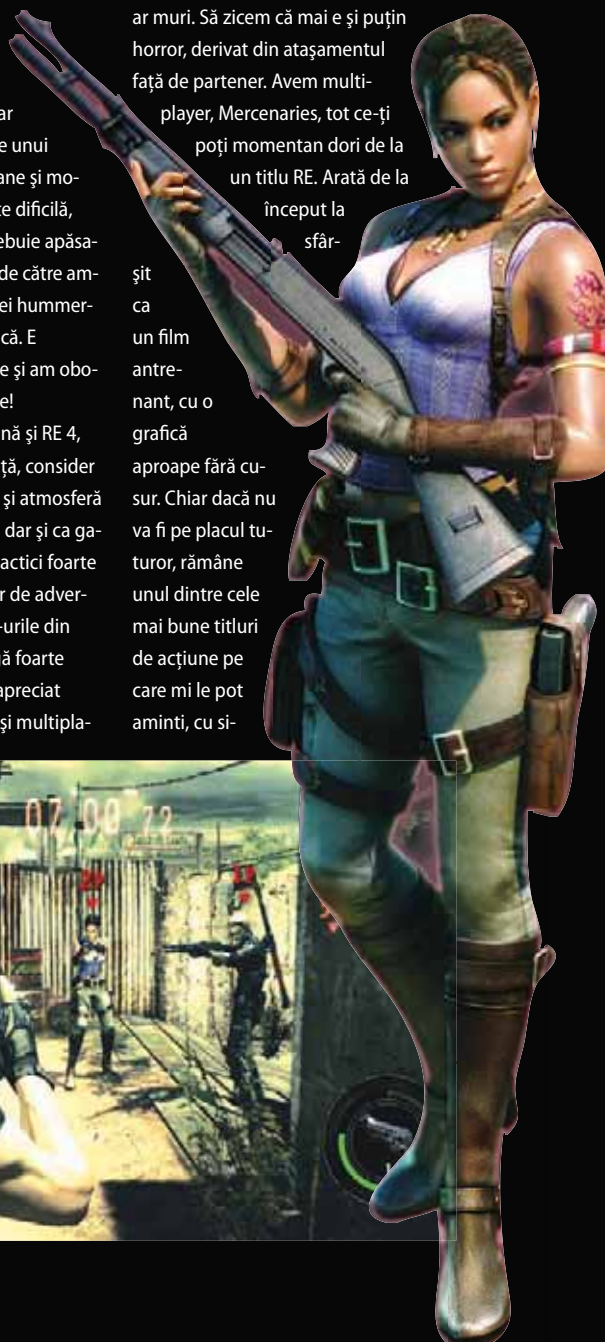 ar
e unui
ane şi mo-
te dificilă,
ebuie apăsa-
de către am-
ei hummer-
că. E
e şi am obo-
e!
nă şi RE 4,
ţă, consider
şi atmosferă
dar şi ca ga-
actici foarte
r de adver-
-urile din
gă foarte
apreciat
şi multipla-
ar muri. Să zicem că mai e şi puţin
horror, derivat din ataşamentul
faţă de partener. Avem multi-
player, Mercenaries, tot ce-ţi
poţi momentan dori de la
un titlu RE. Arată de la
început la
sfâr-
şit
ca
un film
antre-
nant, cu o
grafică
aproape fără cu-
sur. Chiar dacă nu
va fi pe placul tu-
turor, rămâne
unul dintre cele
mai bune titluri
de acţiune pe
care mi le pot
aminti, cu si-
07:00 72